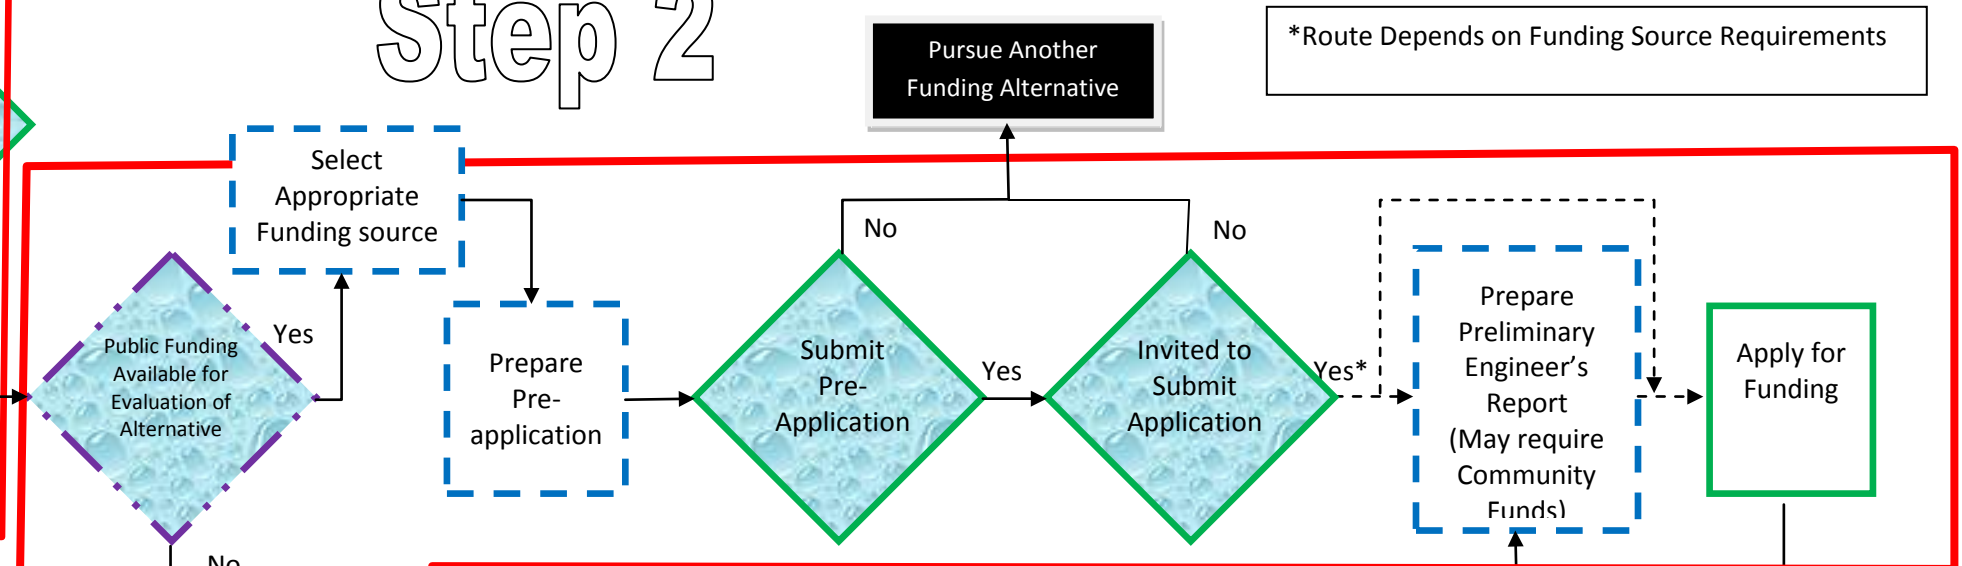 Step 2
Pursue Another
Funding Alternative
*Route Depends on Funding Source Requirements
Select
Appropriate
Funding source
No
No
Public Funding
Available for
Evaluation of
Alternative
Yes
Prepare
Pre-
application
Submit
Pre-
Application
Yes
Invited to
Submit
Application
Yes*
Prepare
Preliminary
Engineer’s
Report
(May require
Community
Funds)
Apply for
Funding
No